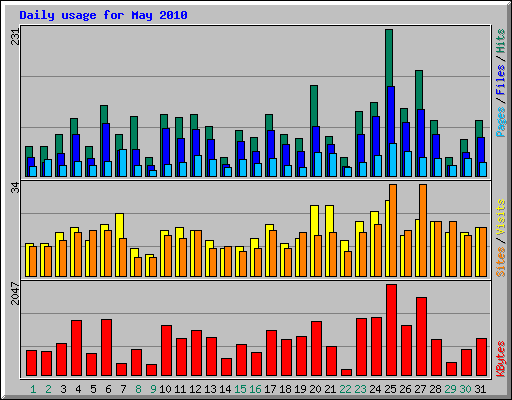 Daily usage for May 2010
231
Pages / Files / Hits
34
Sites / Visits
2047
KBytes
1 2 3 4 5 6 7 8 9 10 11 12 13 14 15 16 17 18 19 20 21 22 23 24 25 26 27 28 29 30 31